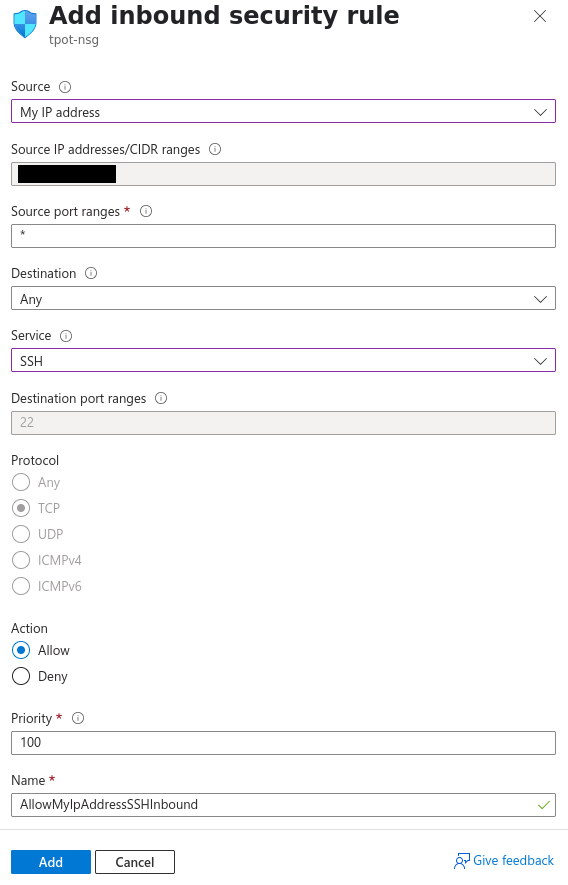 Add inbound security rule
tpot-nsg
Source
My IP address
Source IP addresses/CIDR ranges
Source port ranges *
*
Destination
Any
Service
SSH
Destination port ranges
22
Protocol
Any
TCP
UDP
ICMPv4
ICMPv6
Action
Allow
Deny
Priority *
100
Name *
AllowMyIpAddressSSHInbound
Add Cancel Give feedback